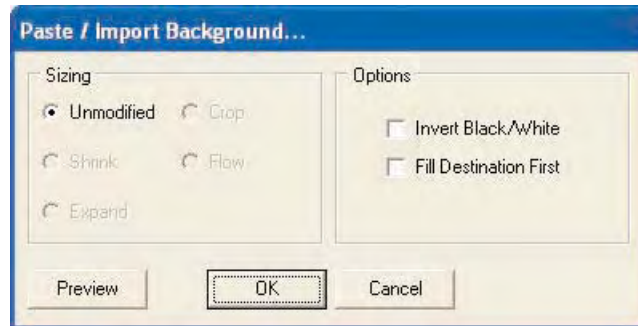 Paste / Import Background...
Sizing
Options
Unmodified
Crop
Invert Black/White
Shrink
Flow
Fill Destination First
Expand
Preview
OK
Cancel